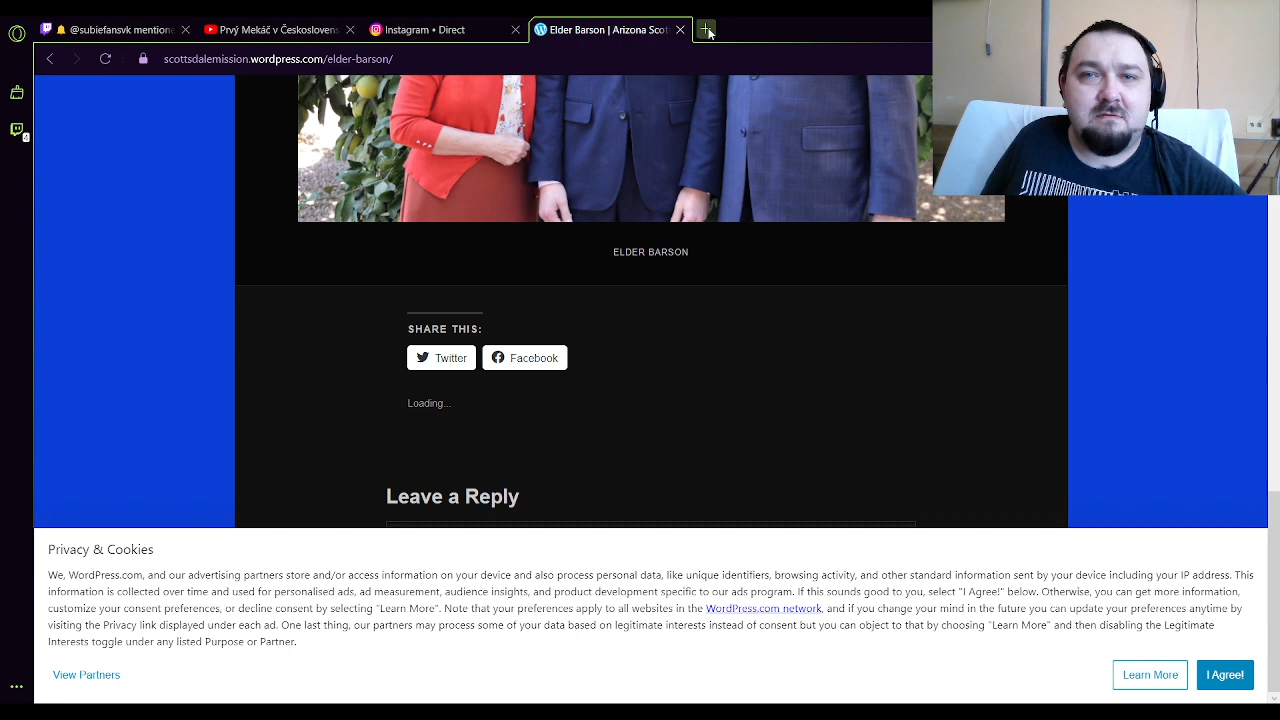 @subiefansvk mentione
Prvý Mekáč v Českoslovens
Instagram • Direct
Elder Barson | Arizona Scot
scottsdalemission.wordpress.com/elder-barson/
ELDER BARSON
SHARE THIS:
Twitter
Facebook
Loading...
Leave a Reply
Privacy & Cookies
We, WordPress.com, and our advertising partners store and/or access information on your device and also process personal data, like unique identifiers, browsing activity, and other standard information sent by your device including your IP address. This
information is collected over time and used for personalised ads, ad measurement, audience insights, and product development specific to our ads program. If this sounds good to you, select "I Agree!" below. Otherwise, you can get more information,
customize your consent preferences, or decline consent by selecting "Learn More". Note that your preferences apply to all websites in the WordPress.com network, and if you change your mind in the future you can update your preferences anytime by
visiting the Privacy link displayed under each ad. One last thing, our partners may process some of your data based on legitimate interests instead of consent but you can object to that by choosing "Learn More" and then disabling the Legitimate
Interests toggle under any listed Purpose or Partner.
View Partners
Learn More
I Agree!